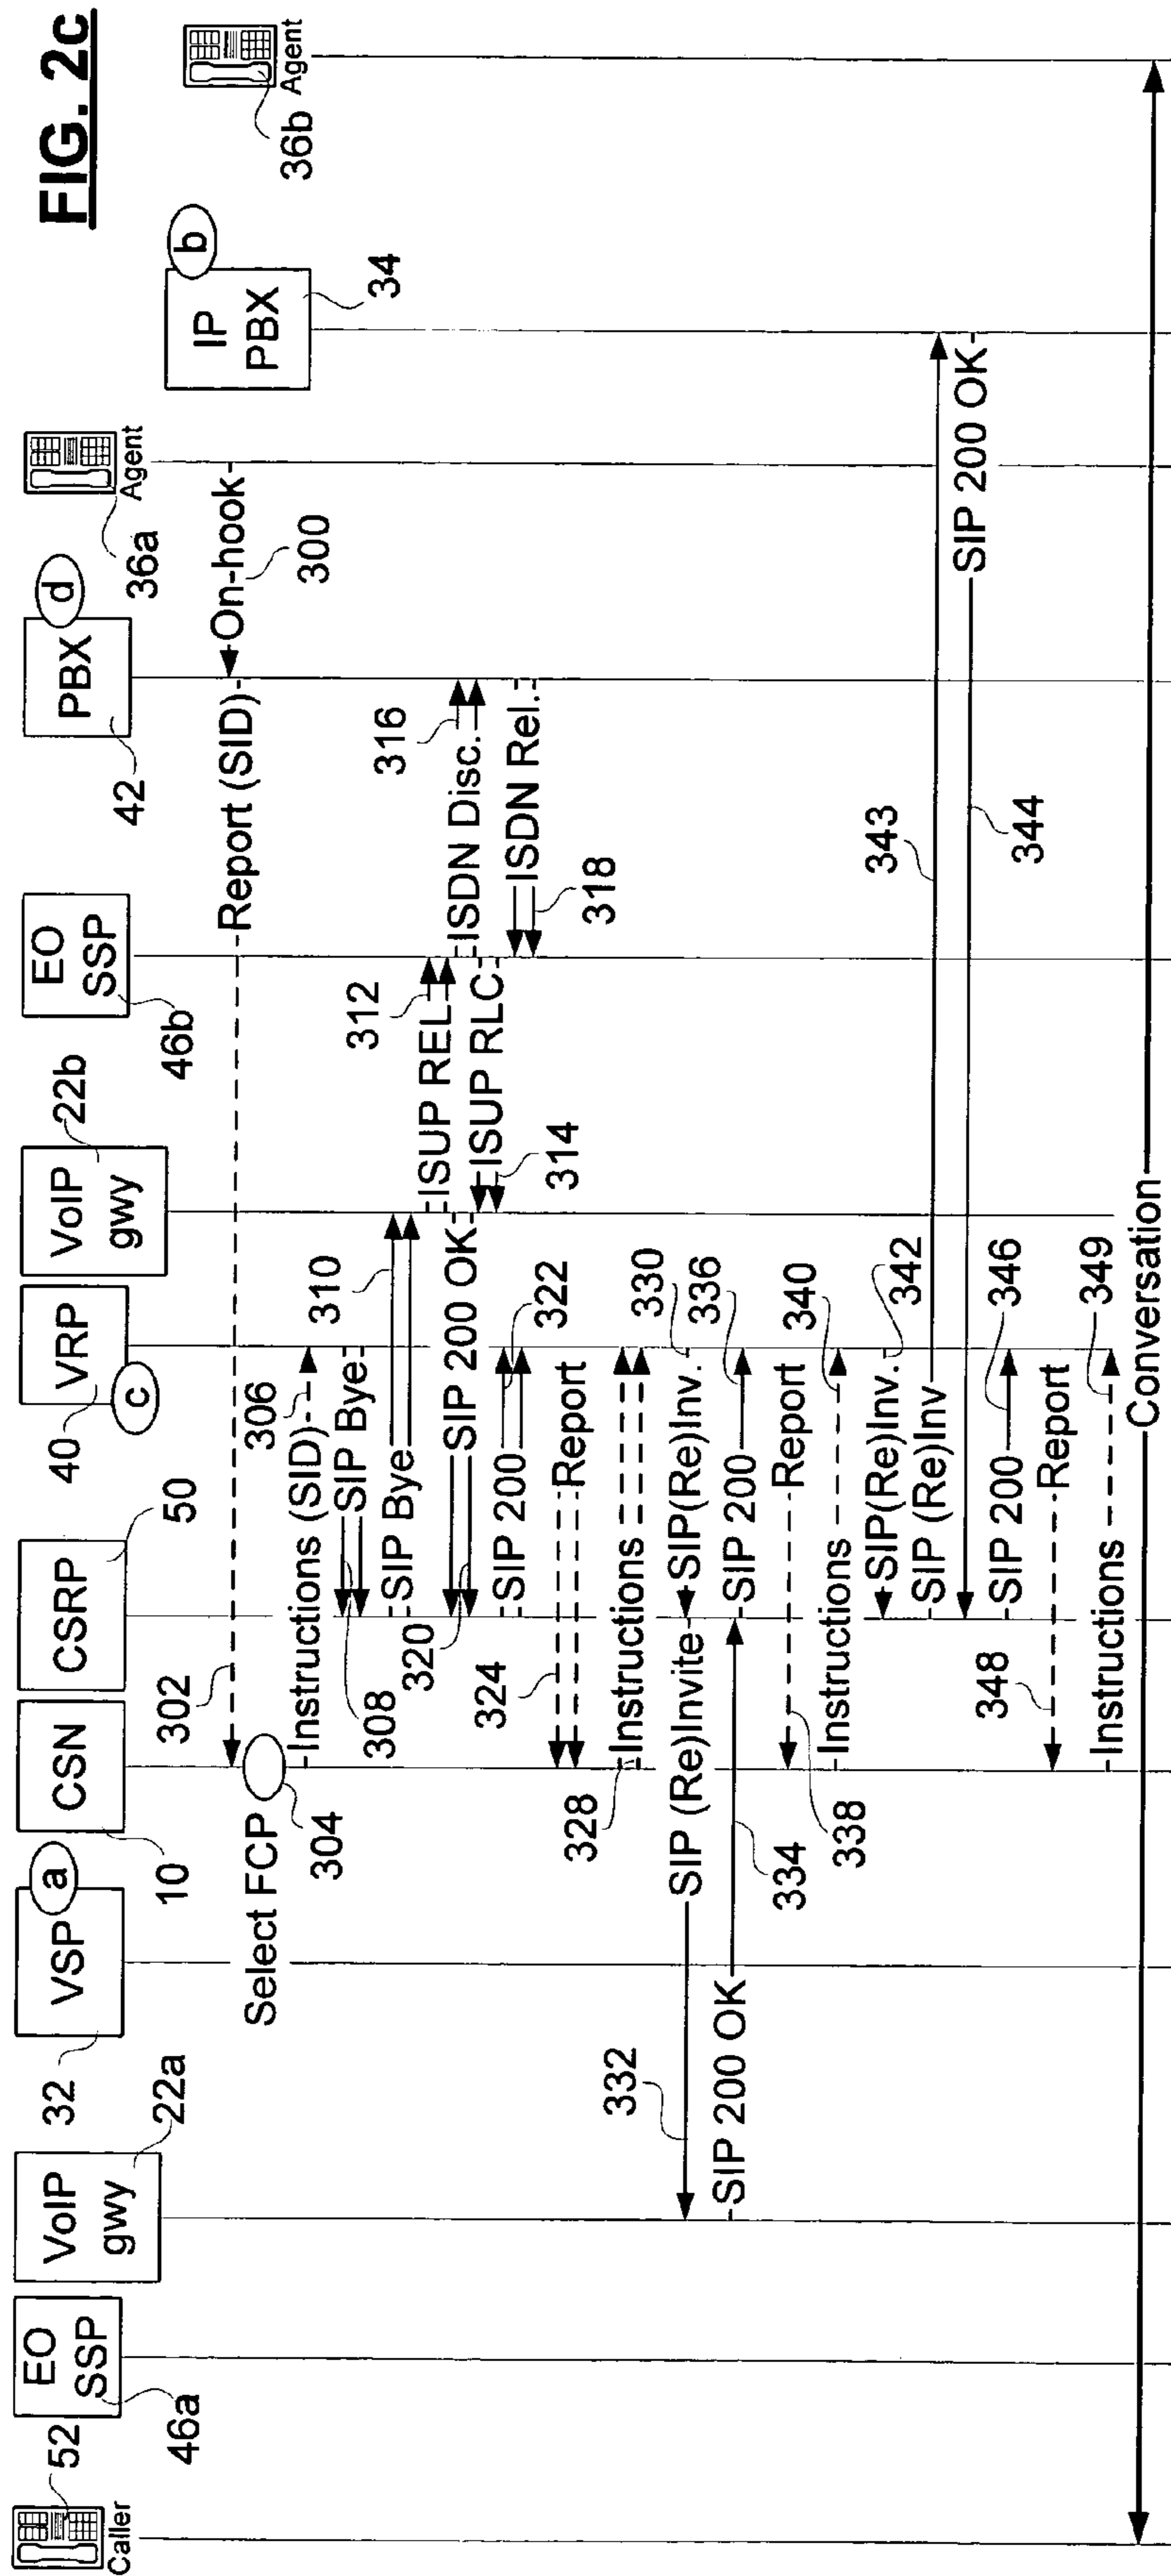 FIG. 2c
52
Caller
EO
SSP
46a
VoIP
gwy
22a
VSP
32
a
CSN
10
CSRP
50
VRP
40
c
VoIP
gwy
22b
EO
SSP
46b
PBX
42
d
Agent
36a
IP
PBX
b
34
Agent
36b
On-hook
300
Report (SID)
302
Select FCP
304
Instructions (SID)
306
SIP Bye
308
SIP Bye
310
ISUP REL
312
SIP 200 OK
320
ISDN Disc.
316
ISUP RLC
314
ISDN Rel.
318
SIP 200
322
Report
324
Instructions
328
SIP(Re)Inv.
330
SIP (Re)Invite
332
SIP 200 OK
334
SIP 200
336
Report
338
Instructions
340
SIP(Re)Inv.
342
SIP (Re)Inv
343
SIP 200 OK
344
SIP 200
346
Report
348
Instructions
349
Conversation